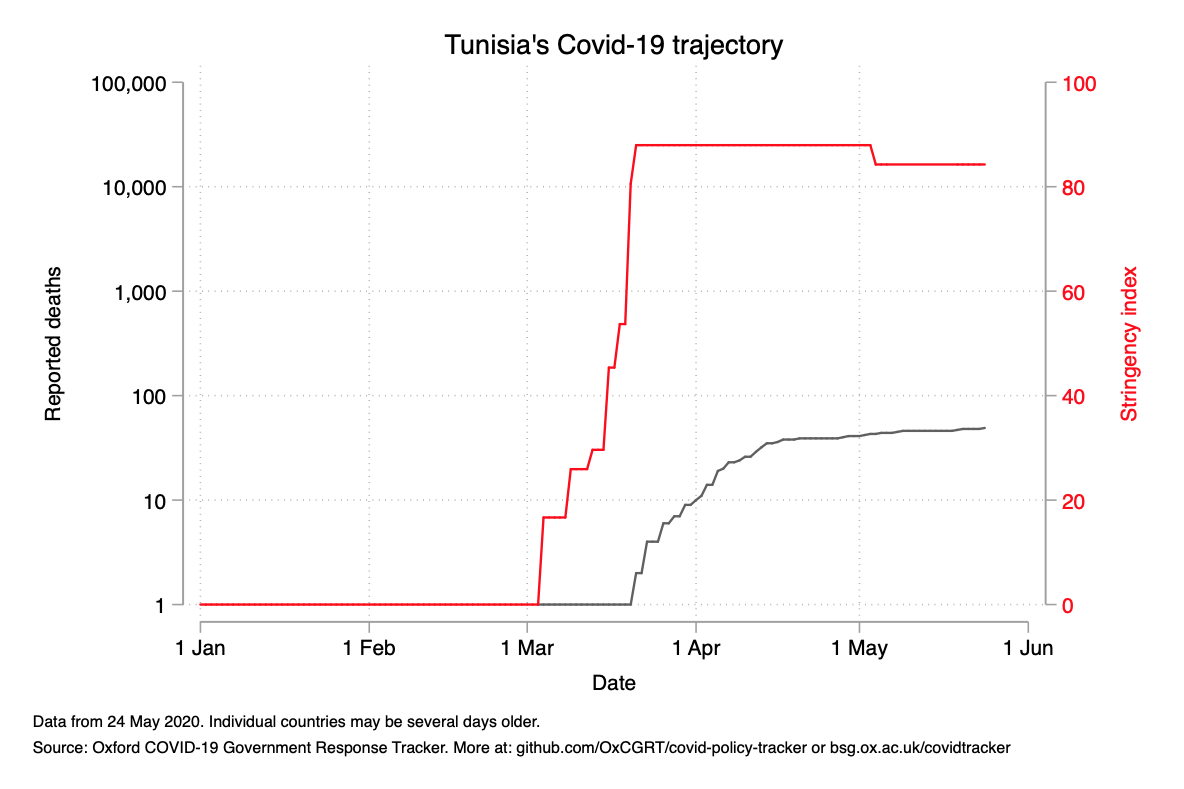 Tunisia's Covid-19 trajectory
100,000
10,000
1,000
100
10
1
Reported deaths
100
80
60
40
20
0
Stringency index
1 Jan
1 Feb
1 Mar
1 Apr
1 May
1 Jun
Date
Data from 24 May 2020. Individual countries may be several days older.
Source: Oxford COVID-19 Government Response Tracker. More at: github.com/OxCGRT/covid-policy-tracker or bsg.ox.ac.uk/covidtracker